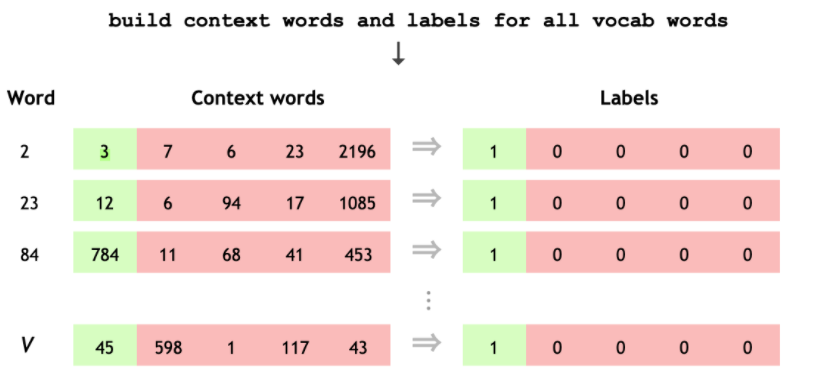 build context words and labels for all vocab words
↓
Word Context words Labels
2 3 7 6 23 2196 ⇒ 1 0 0 0 0
23 12 6 94 17 1085 ⇒ 1 0 0 0 0
84 784 11 68 41 453 ⇒ 1 0 0 0 0
⋮
V 45 598 1 117 43 ⇒ 1 0 0 0 0